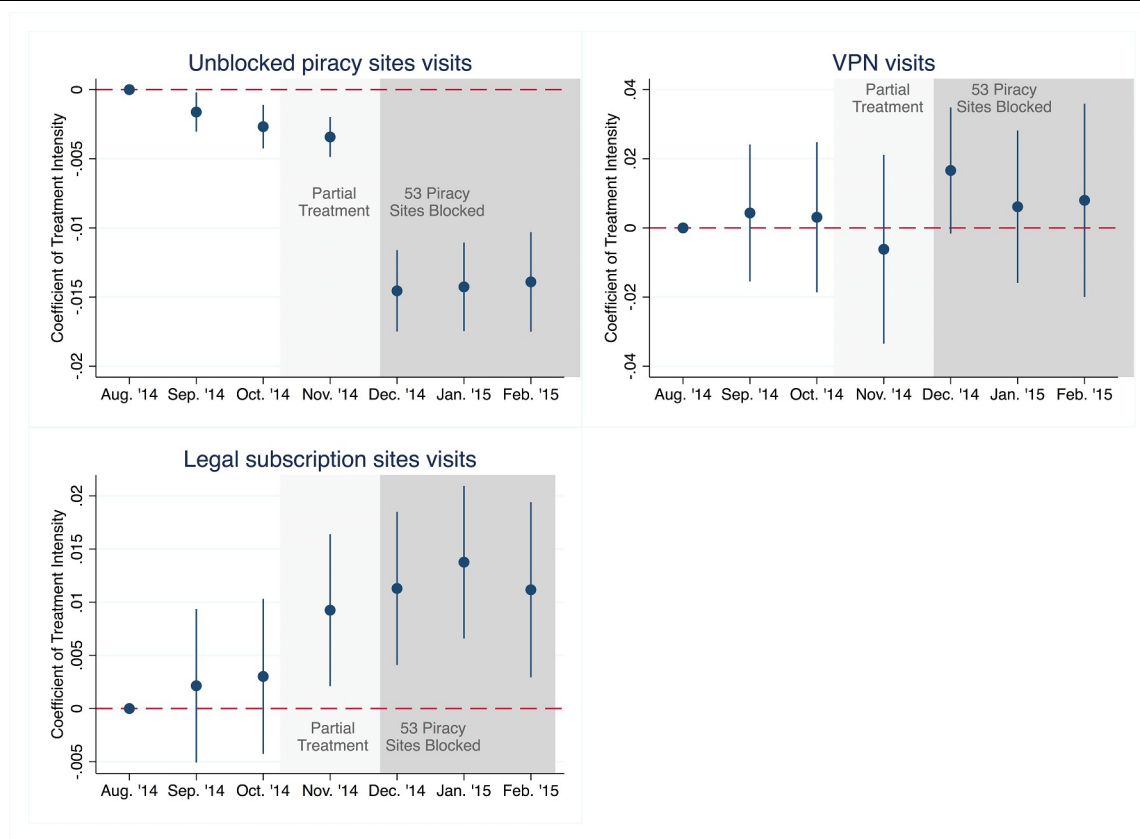 Unblocked piracy sites visits
Coefficient of Treatment Intensity
0
-.005
-.01
-.015
-.02
Partial
Treatment
53 Piracy
Sites Blocked
Aug. '14 Sep. '14 Oct. '14 Nov. '14 Dec. '14 Jan. '15 Feb. '15
VPN visits
Coefficient of Treatment Intensity
.04
.02
0
-.02
-.04
Partial
Treatment
53 Piracy
Sites Blocked
Aug. '14 Sep. '14 Oct. '14 Nov. '14 Dec. '14 Jan. '15 Feb. '15
Legal subscription sites visits
Coefficient of Treatment Intensity
.02
.015
.01
.005
0
-.005
Partial
Treatment
53 Piracy
Sites Blocked
Aug. '14 Sep. '14 Oct. '14 Nov. '14 Dec. '14 Jan. '15 Feb. '15